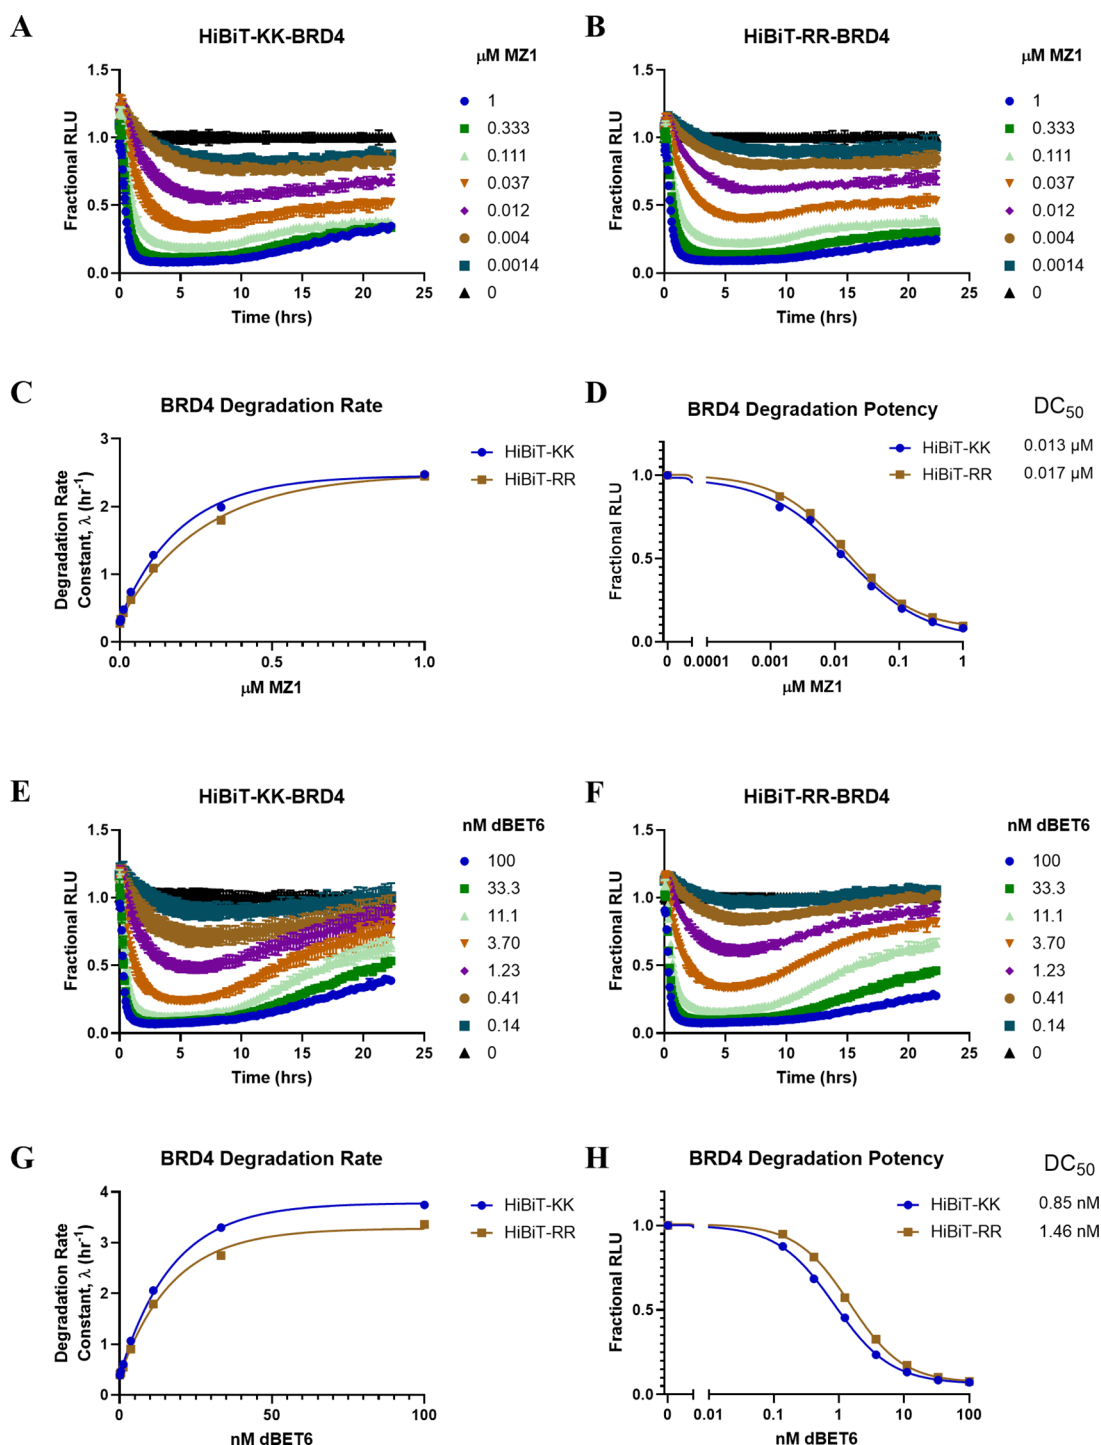 A
HiBiT-KK-BRD4
μM MZ1
1.5
1.0
0.5
0.0
Fractional RLU
0 5 10 15 20 25
Time (hrs)
1
0.333
0.111
0.037
0.012
0.004
0.0014
0
B
HiBiT-RR-BRD4
μM MZ1
1.5
1.0
0.5
0.0
Fractional RLU
0 5 10 15 20 25
Time (hrs)
1
0.333
0.111
0.037
0.012
0.004
0.0014
0
C
BRD4 Degradation Rate
3
2
1
0
Degradation Rate
Constant, λ (hr⁻¹)
0.0 0.5 1.0
μM MZ1
HiBiT-KK
HiBiT-RR
D
BRD4 Degradation Potency
DC₅₀
HiBiT-KK 0.013 μM
HiBiT-RR 0.017 μM
1.0
0.5
0.0
Fractional RLU
0 0.0001 0.001 0.01 0.1 1
μM MZ1
E
HiBiT-KK-BRD4
nM dBET6
1.5
1.0
0.5
0.0
Fractional RLU
0 5 10 15 20 25
Time (hrs)
100
33.3
11.1
3.70
1.23
0.41
0.14
0
F
HiBiT-RR-BRD4
nM dBET6
1.5
1.0
0.5
0.0
Fractional RLU
0 5 10 15 20 25
Time (hrs)
100
33.3
11.1
3.70
1.23
0.41
0.14
0
G
BRD4 Degradation Rate
4
3
2
1
0
Degradation Rate
Constant, λ (hr⁻¹)
0 50 100
nM dBET6
HiBiT-KK
HiBiT-RR
H
BRD4 Degradation Potency
DC₅₀
HiBiT-KK 0.85 nM
HiBiT-RR 1.46 nM
1.0
0.5
0.0
Fractional RLU
0 0.01 0.1 1 10 100
nM dBET6